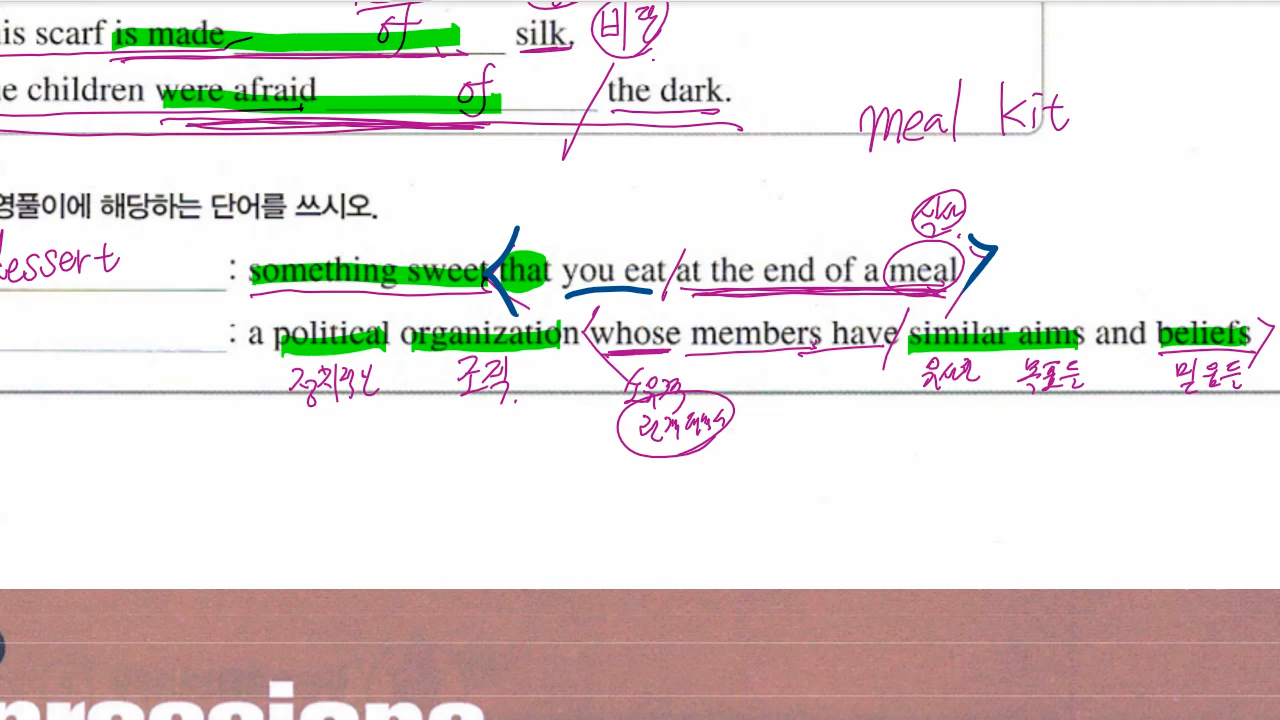 is scarf is made of silk. 비단
e children were afraid of the dark.
meal kit
영풀이에 해당하는 단어를 쓰시오.
dessert : something sweet that you eat at the end of a meal
식사
: a political organization whose members have similar aims and beliefs
정치적인 조직 소유격 유사한 목표들 믿음들
관계대명사
pressions